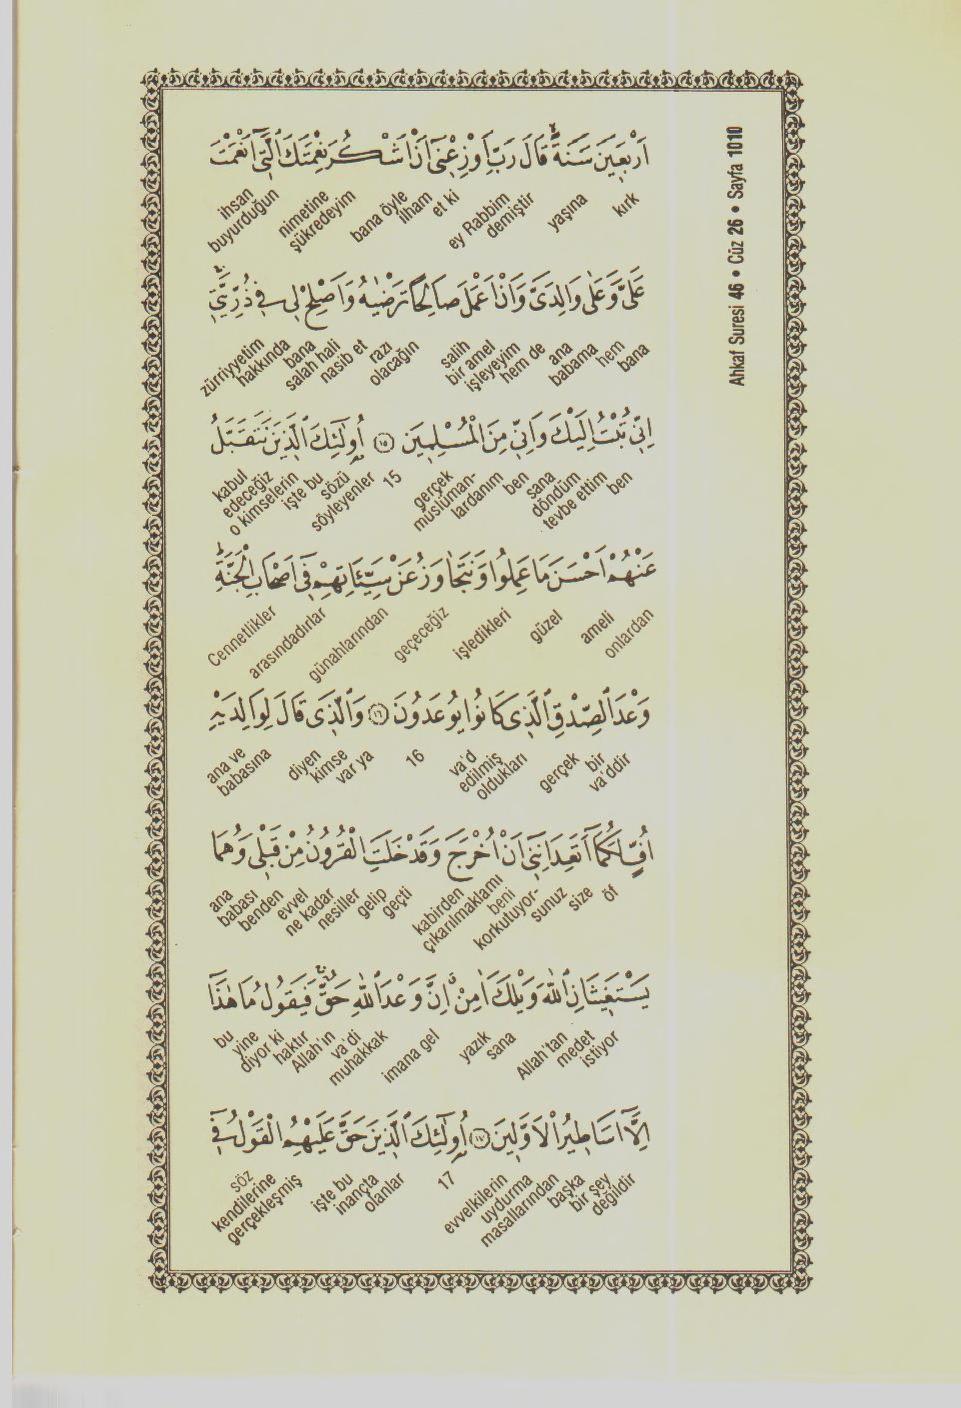 Ahkaf Suresi 46 • Cüz 26 • Sayfa 1010
اَرْبَعٖينَ سَنَةًۙ قَالَ رَبِّ اَوْزِعْنٖٓى اَنْ اَشْكُرَ نِعْمَتَكَ الَّتٖٓى اَنْعَمْتَ
kırk yaşına ey Rabbim demiştir bana öyle ilham et ki nimetine şükredeyim ihsan buyurduğun
عَلَىَّ وَعَلٰى وَالِدَىَّ وَاَنْ اَعْمَلَ صَالِحًا تَرْضٰيهُ وَاَصْلِحْ لٖى فٖى ذُرِّيَّتٖىۚ
bana hem ana babama hem de salih bir amel işleyeyim razı olacağın bana salah hali nasib et zürriyyetim hakkında
اِنّٖى تُبْتُ اِلَيْكَ وَاِنّٖى مِنَ الْمُسْلِمٖينَ ﴿١٥﴾ اُولٰٓئِكَ الَّذٖينَ نَتَقَبَّلُ
ben sana döndüm tevbe ettim ben gerçek müslüman- lardanım 15 işte bu sözü söyleyenler kabul edeceğiz o kimselerin
عَنْهُمْ اَحْسَنَ مَا عَمِلُوا وَنَتَجَاوَزُ عَنْ سَيِّئَاتِهِمْ فٖٓى اَصْحَابِ الْجَنَّةِؕ
onlardan ameli güzel işledikleri geçeceğiz günahlarından arasındadırlar Cennetlikler
وَعْدَ الصِّدْقِ الَّذٖى كَانُوا يُوعَدُونَ ﴿١٦﴾ وَالَّذٖى قَالَ لِوَالِدَيْهِ
bir va'ddir gerçek va'd edilmiş oldukları 16 diyen kimse var ya ana ve babasına
اُفٍّ لَكُمَٓا اَتَعِدَانِنٖٓى اَنْ اُخْرَجَ وَقَدْ خَلَتِ الْقُرُونُ مِنْ قَبْلٖى وَهُمَا
öf size beni korkutuyor- sunuz kabirden çıkarılmaklamı gelip geçti ne kadar nesiller benden evvel ana babası
يَسْتَغٖيثَانِ اللّٰهَ وَيْلَكَ اٰمِنْ اِنَّ وَعْدَ اللّٰهِ حَقٌّۚ فَيَقُولُ مَا هٰذَٓا
Allah'tan medet istiyor yazık sana imana gel Allah'ın va'di muhakkak haktır yine diyor ki bu
اِلَّٓا اَسَاطٖيرُ الْاَوَّلٖينَ ﴿١٧﴾ اُولٰٓئِكَ الَّذٖينَ حَقَّ عَلَيْهِمُ الْقَوْلُ فٖٓى
başka bir şey değildir evvelkilerin uydurma masallarından 17 işte bu inançta olanlar söz kendilerine gerçekleşmiş